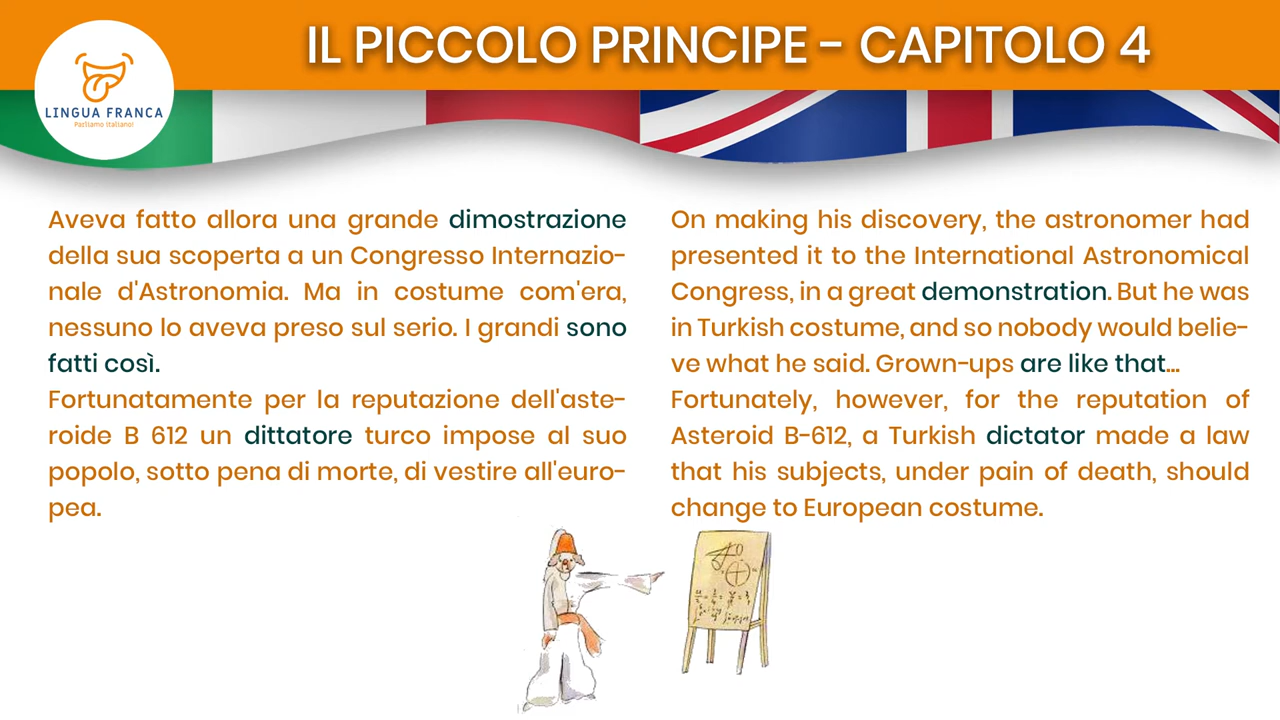 IL PICCOLO PRINCIPE - CAPITOLO 4
LINGUA FRANCA
Parliamo Italiano!
Aveva fatto allora una grande dimostrazione
della sua scoperta a un Congresso Internazio-
nale d'Astronomia. Ma in costume com'era,
nessuno lo aveva preso sul serio. I grandi sono
fatti così.
Fortunatamente per la reputazione dell'aste-
roide B 612 un dittatore turco impose al suo
popolo, sotto pena di morte, di vestire all'euro-
pea.
On making his discovery, the astronomer had
presented it to the International Astronomical
Congress, in a great demonstration. But he was
in Turkish costume, and so nobody would belie-
ve what he said. Grown-ups are like that...
Fortunately, however, for the reputation of
Asteroid B-612, a Turkish dictator made a law
that his subjects, under pain of death, should
change to European costume.